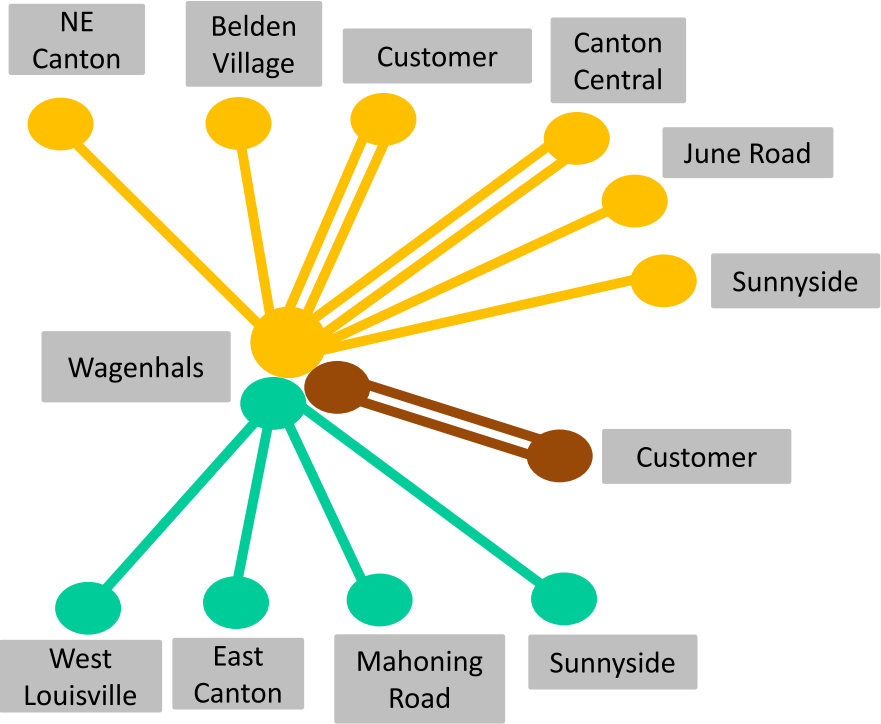 NE
Canton
Belden
Village
Customer
Canton
Central
June Road
Sunnyside
Wagenhals
Customer
West
Louisville
East
Canton
Mahoning
Road
Sunnyside